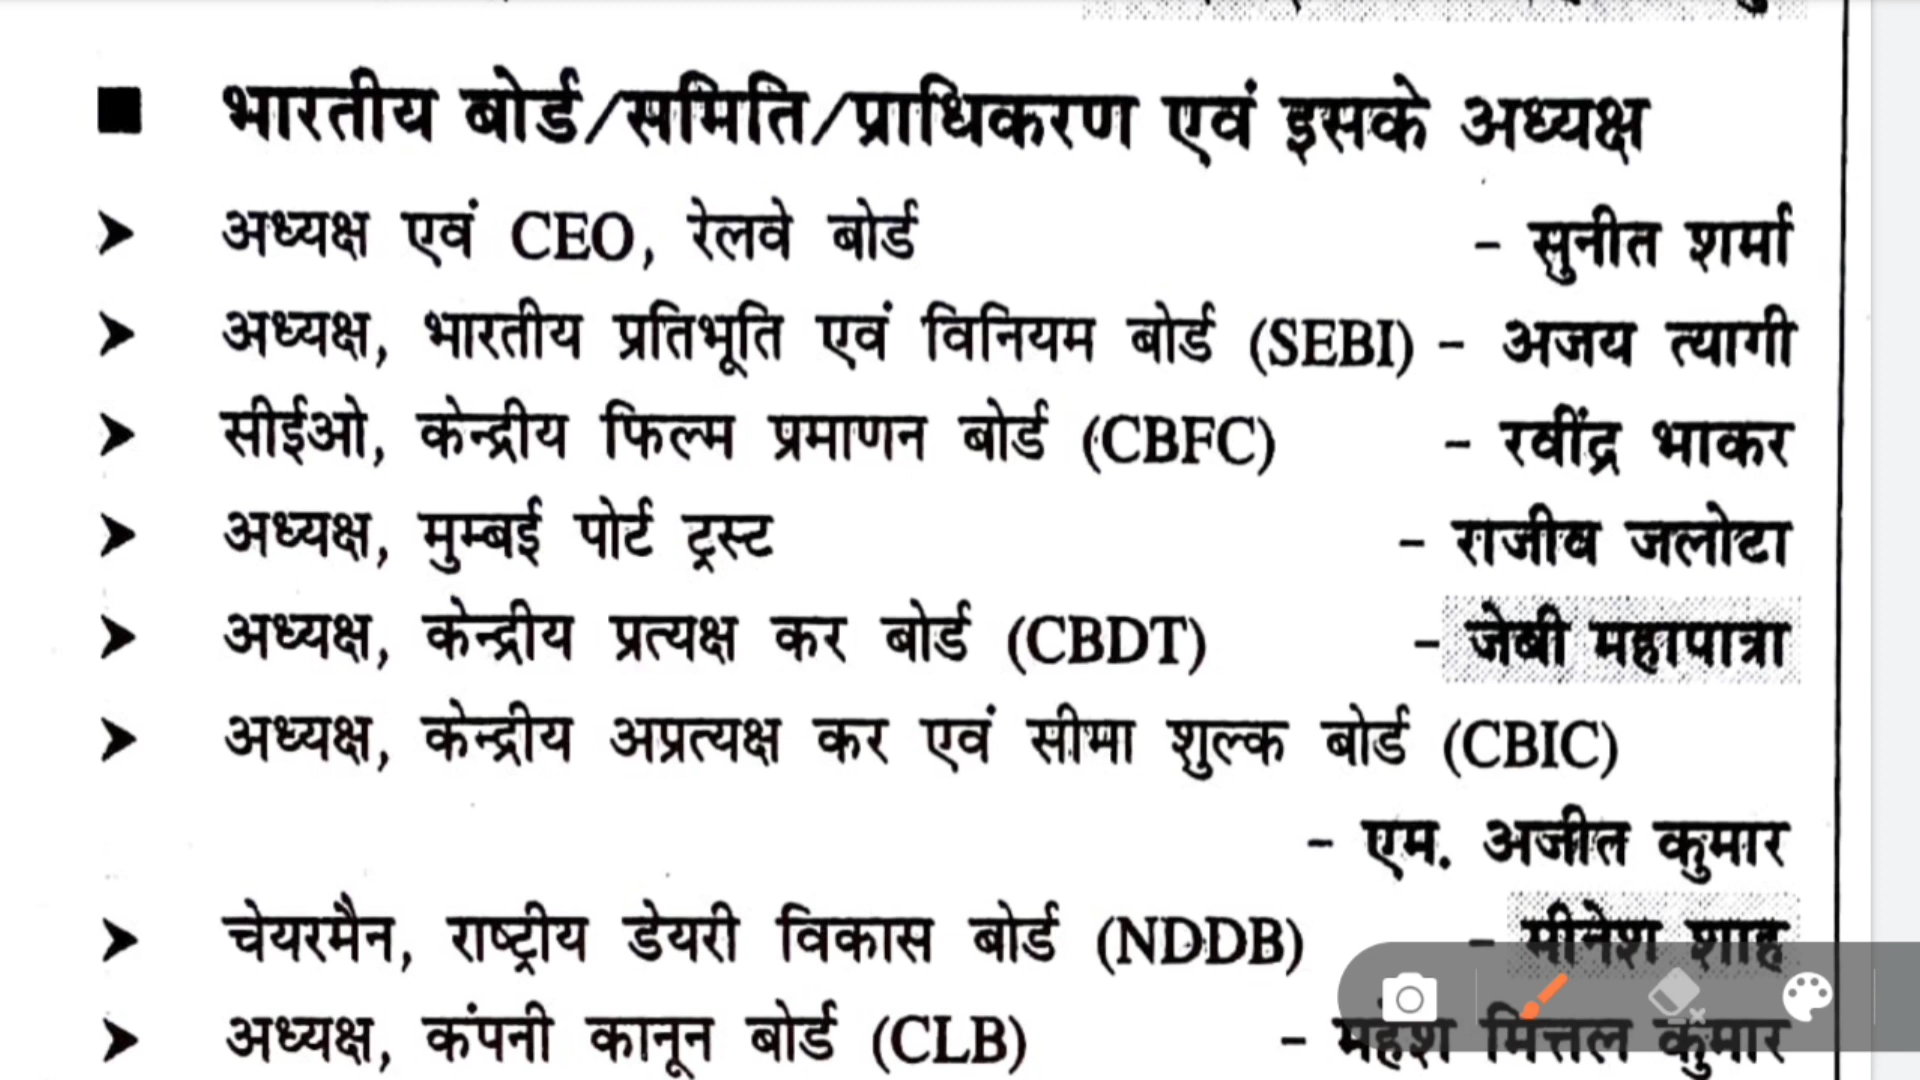 ■ भारतीय बोर्ड/समिति/प्राधिकरण एवं इसके अध्यक्ष
➤ अध्यक्ष एवं CEO, रेलवे बोर्ड – सुनीत शर्मा
➤ अध्यक्ष, भारतीय प्रतिभूति एवं विनियम बोर्ड (SEBI) – अजय त्यागी
➤ सीईओ, केन्द्रीय फिल्म प्रमाणन बोर्ड (CBFC) – रवींद्र भाकर
➤ अध्यक्ष, मुम्बई पोर्ट ट्रस्ट – राजीव जलोटा
➤ अध्यक्ष, केन्द्रीय प्रत्यक्ष कर बोर्ड (CBDT) – जेबी महापात्रा
➤ अध्यक्ष, केन्द्रीय अप्रत्यक्ष कर एवं सीमा शुल्क बोर्ड (CBIC)
– एम. अजीत कुमार
➤ चेयरमैन, राष्ट्रीय डेयरी विकास बोर्ड (NDDB) – मीनेश शाह
➤ अध्यक्ष, कंपनी कानून बोर्ड (CLB) – महेश मित्तल कुमार